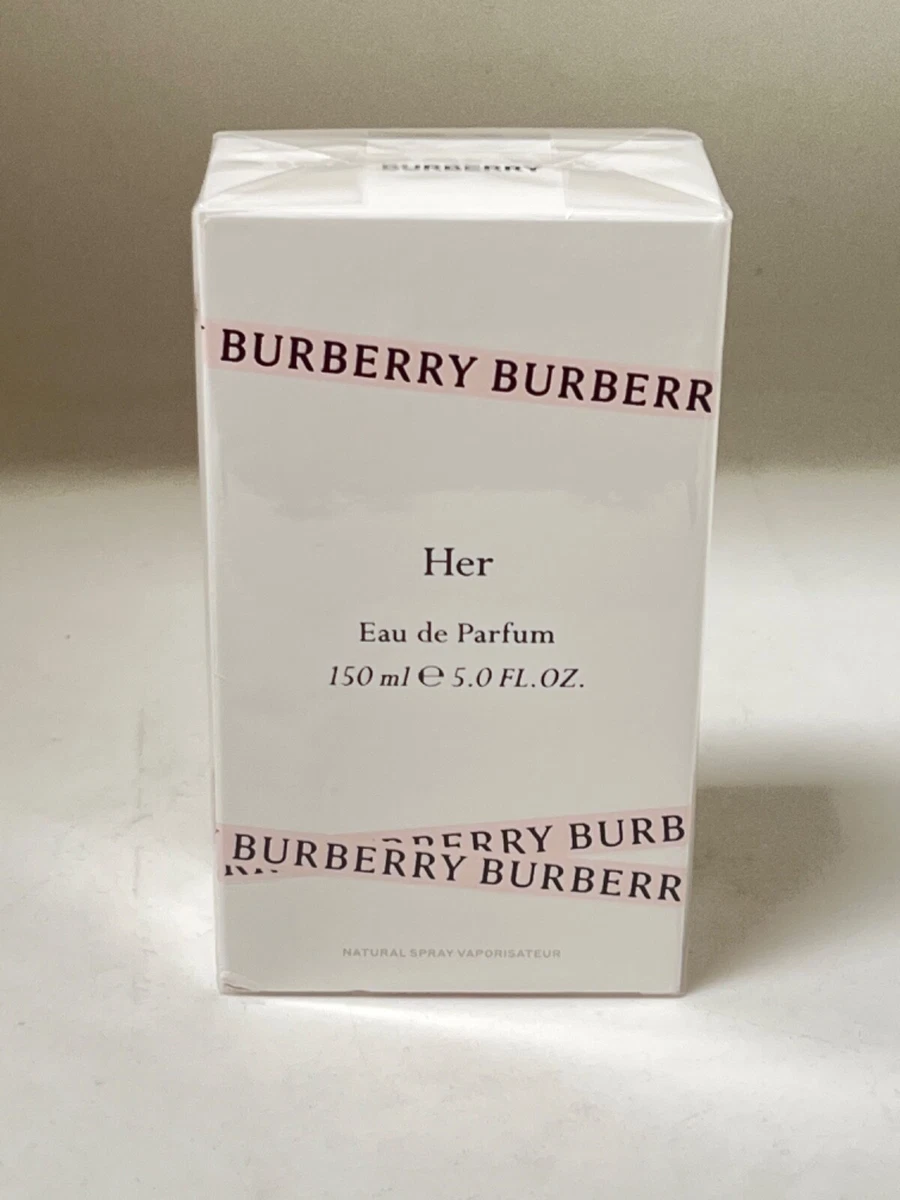 BURBERRY
BURBERRY BURBERR
Her
Eau de Parfum
150 ml ℮ 5.0 FL.OZ.
BERRY BURB
BURBERRY BURBERR
NATURAL SPRAY VAPORISATEUR